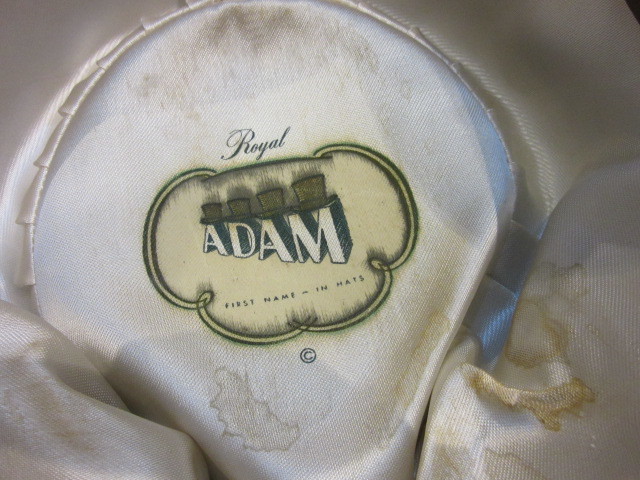 Royal
ADAM
FIRST NAME ~ IN HATS
©